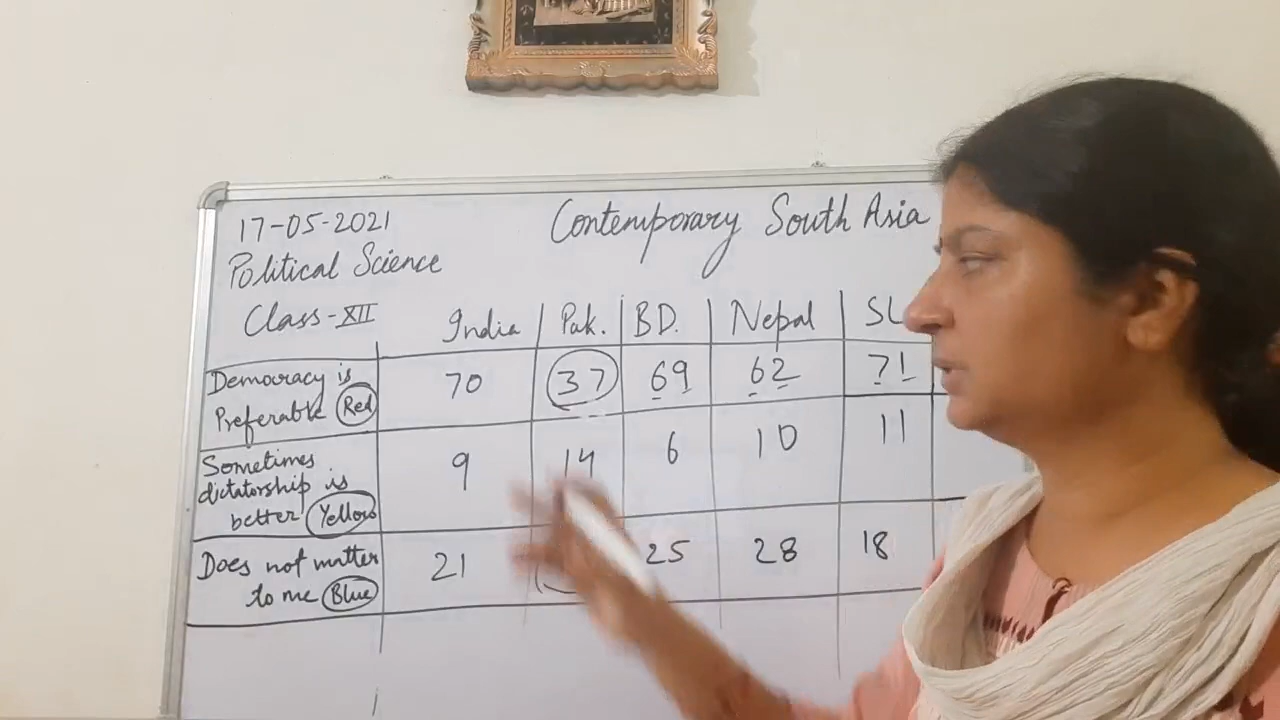 17-05-2021
Contemporary South Asia
Political Science
Class-XII
India Pak. BD. Nepal SL
Democracy is
Preferable Red
70 37 69 62 71
Sometimes
dictatorship is
better Yellow
9 14 6 10 11
Does not matter
to me Blue
21 25 28 18